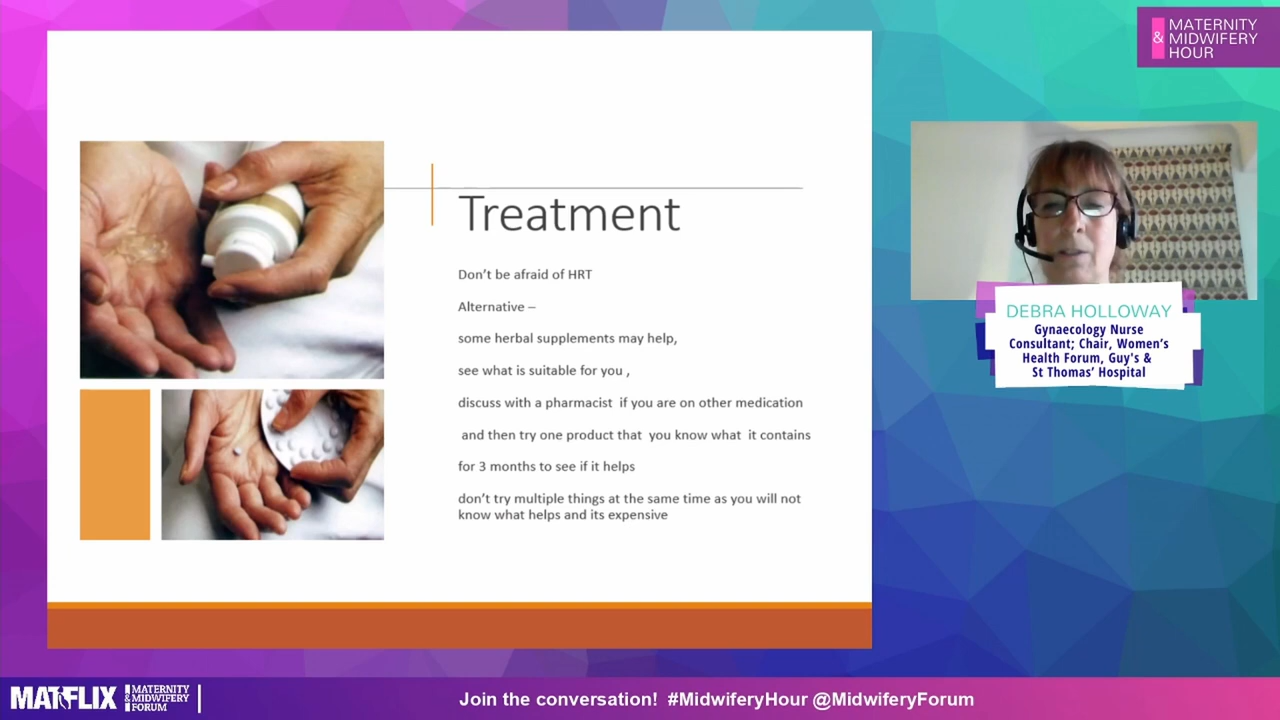 MATERNITY
& MIDWIFERY
HOUR
Treatment
Don't be afraid of HRT
Alternative –
some herbal supplements may help,
see what is suitable for you ,
discuss with a pharmacist  if you are on other medication
and then try one product that  you know what  it contains
for 3 months to see if it helps
don't try multiple things at the same time as you will not
know what helps and its expensive
DEBRA HOLLOWAY
Gynaecology Nurse
Consultant; Chair, Women's
Health Forum, Guy's &
St Thomas' Hospital
MATFLIX
MATERNITY
& MIDWIFERY
FORUM
Join the conversation!  #MidwiferyHour @MidwiferyForum